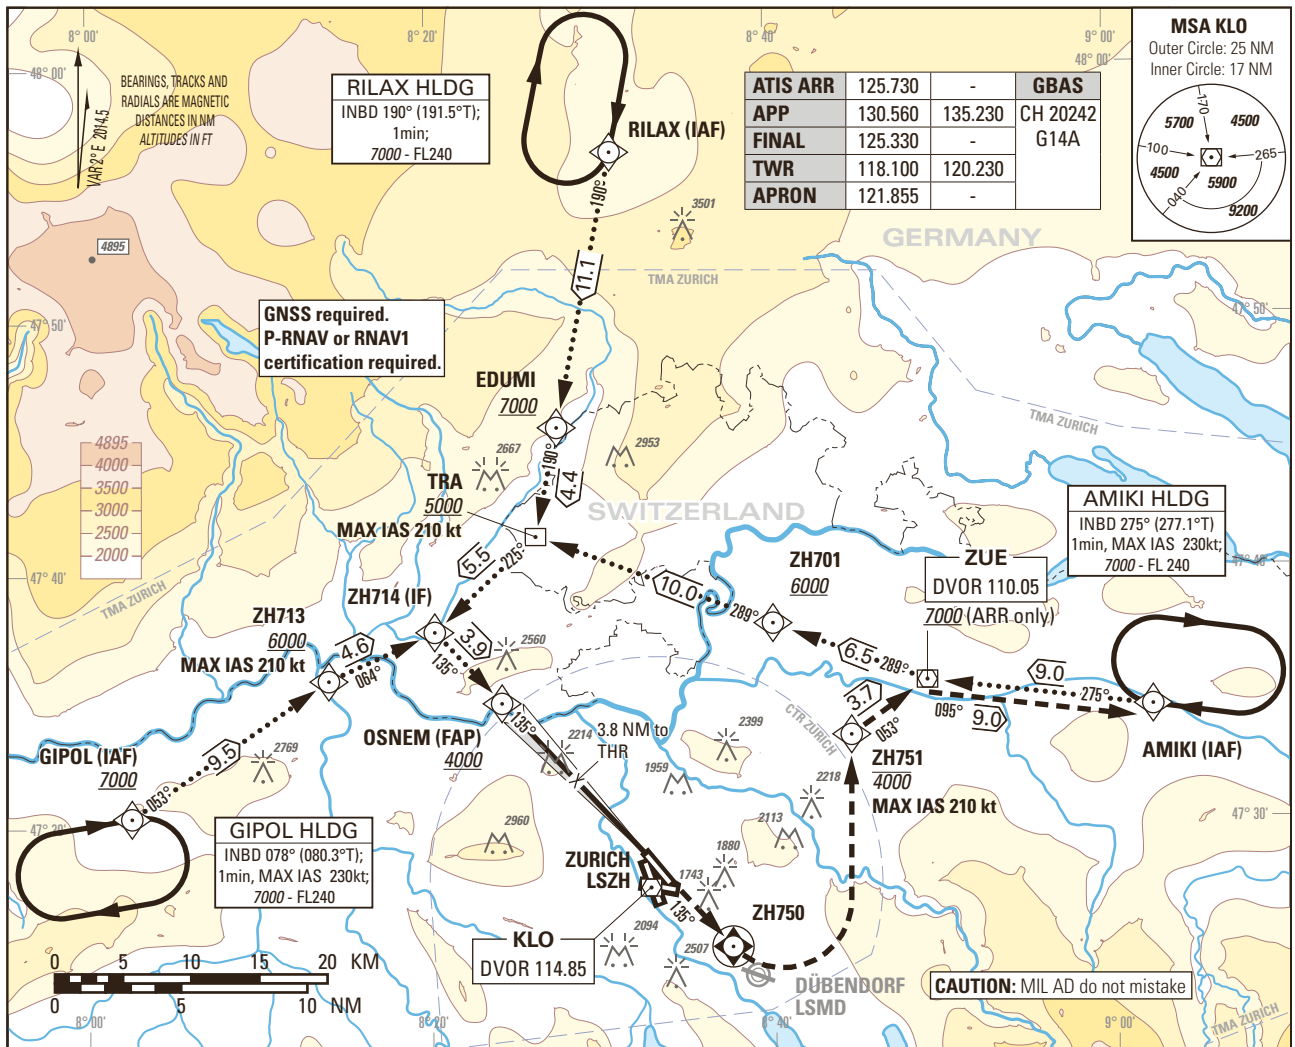 8° 00'
8° 20'
8° 40'
9° 00'
48° 00'
48° 00'
MSA KLO
Outer Circle: 25 NM
Inner Circle: 17 NM
170
5700
4500
100
265
4500
5900
040
9200
BEARINGS, TRACKS AND
RADIALS ARE MAGNETIC
DISTANCES IN NM
ALTITUDES IN FT
VAR 2° E 2014.5
RILAX HLDG
INBD 190° (191.5°T);
1min;
7000 - FL240
RILAX (IAF)
ATIS ARR 125.730 - GBAS
APP 130.560 135.230 CH 20242
FINAL 125.330 - G14A
TWR 118.100 120.230
APRON 121.855 -
190°
3501
GERMANY
4895
TMA ZURICH
11.1
GNSS required.
P-RNAV or RNAV1
certification required.
47° 50'
47° 50'
EDUMI
7000
TMA ZURICH
4895
4000
3500
3000
2500
2000
2667
2953
190°
4.4
TRA
5000
MAX IAS 210 kt
SWITZERLAND
AMIKI HLDG
INBD 275° (277.1°T)
1min, MAX IAS 230kt;
7000 - FL 240
47° 40'
47° 40'
TMA ZURICH
5.5
225°
ZH701
6000
ZUE
DVOR 110.05
7000 (ARR only)
ZH714 (IF)
10.0
289°
ZH713
6000
MAX IAS 210 kt
4.6
064°
3.9
135°
2560
6.5
289°
9.0
275°
3.7
053°
095°
9.0
CTR ZÜRICH
AMIKI (IAF)
GIPOL (IAF)
7000
9.5
053°
2769
OSNEM (FAP)
4000
135°
2214
3.8 NM to
THR
2399
1959
ZH751
4000
MAX IAS 210 kt
2218
2113
47° 30'
47° 30'
GIPOL HLDG
INBD 078° (080.3°T);
1min, MAX IAS 230kt;
7000 - FL240
2960
ZURICH
LSZH
1880
1743
135°
ZH750
2094
2507
KLO
DVOR 114.85
DÜBENDORF
LSMD
CAUTION: MIL AD do not mistake
0 5 10 15 20 KM
0 5 10 NM
8° 00'
8° 20'
8° 40'
9° 00'
TMA ZURICH